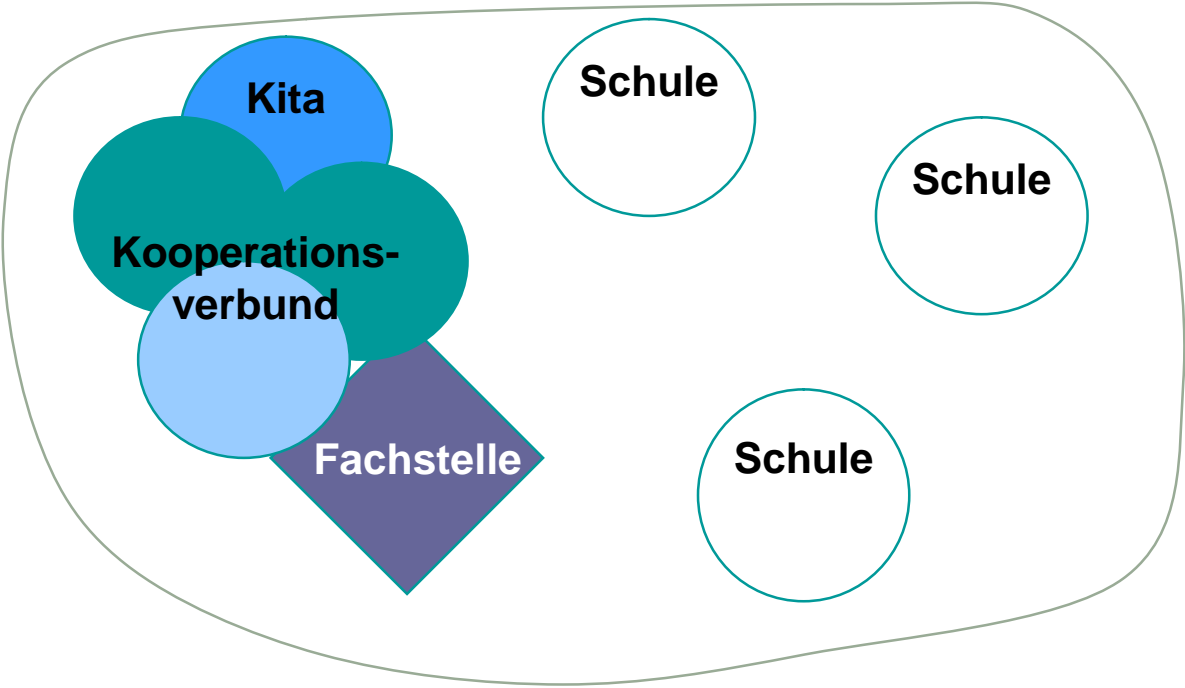 Kita
Schule
Schule
Kooperations-
verbund
Fachstelle
Schule